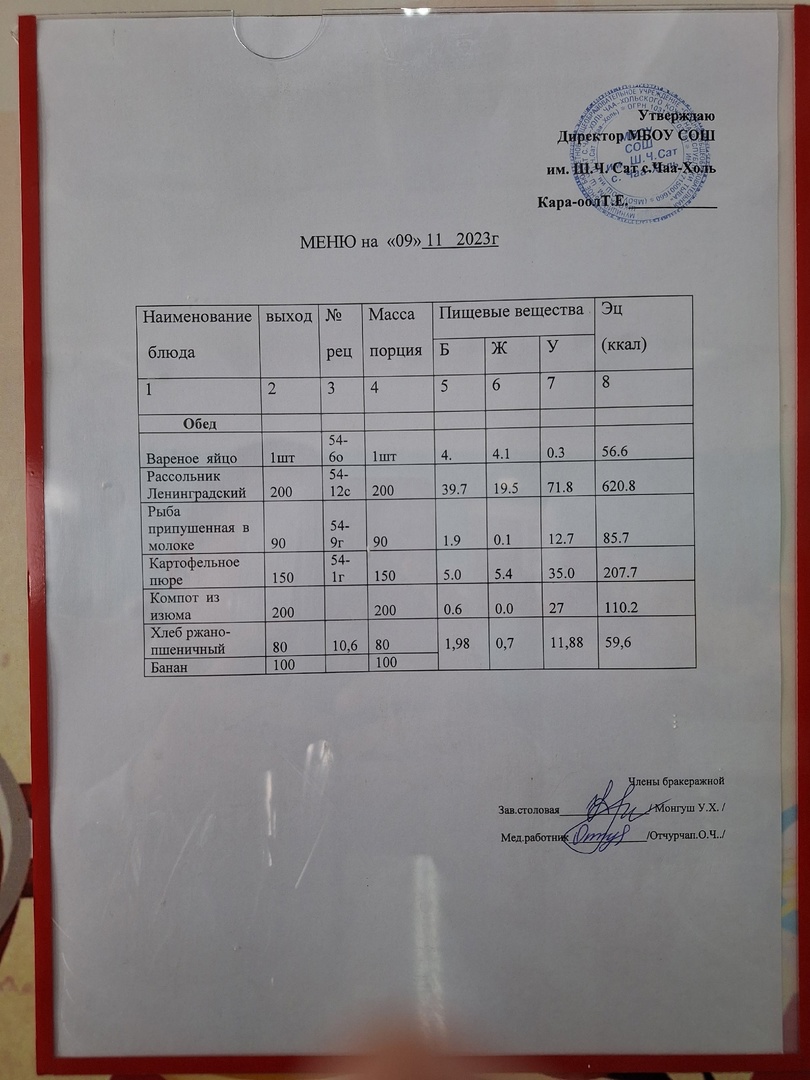 Утверждаю
Директор МБОУ СОШ
им. Ш.Ч. Сат с.Чаа-Холь
Кара-оолТ.Е.
МБОУ
СОШ
Ш.Ч.Сат
с. Чаа-Холь
МЕНЮ на «09» 11 2023г
Наименование блюда выход № рец Масса порция Пищевые вещества Эц (ккал)
Б Ж У
1 2 3 4 5 6 7 8
Обед
Вареное яйцо 1шт 54-6о 1шт 4. 4.1 0.3 56.6
Рассольник Ленинградский 200 54-12с 200 39.7 19.5 71.8 620.8
Рыба припушенная в молоке 90 54-9г 90 1.9 0.1 12.7 85.7
Картофельное пюре 150 54-1г 150 5.0 5.4 35.0 207.7
Компот из изюма 200 200 0.6 0.0 27 110.2
Хлеб ржано-пшеничный 80 10,6 80 1,98 0,7 11,88 59,6
Банан 100 100
Члены бракеражной
Зав.столовая / Монгуш У.Х. /
Мед.работник /Отчурчап.О.Ч../